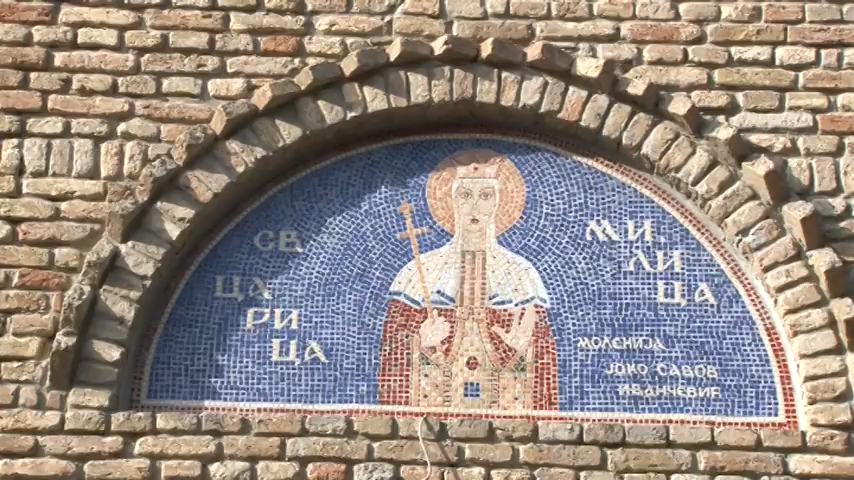 СВ.
ЦА
РИ
ЦА
МИ.
ЛИ
ЦА
МОЛЕНИЈА
ЈОКО САВОВ
ИВАНЧЕВИЋ